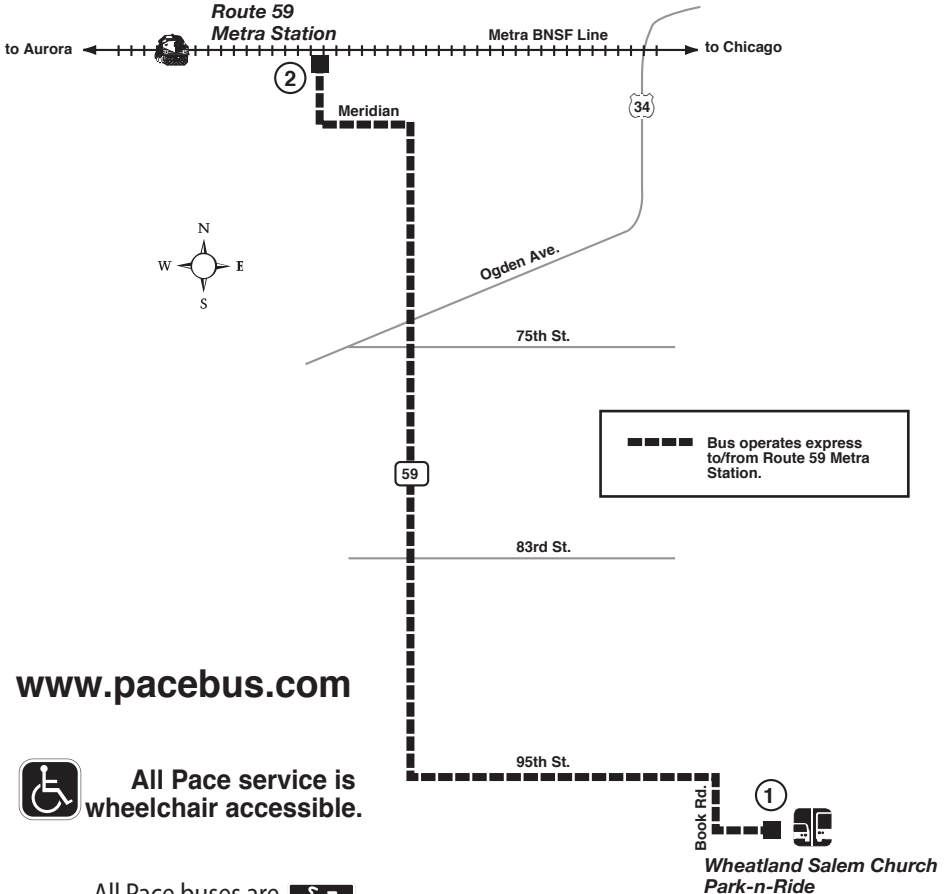 Route 59
Metra Station
to Aurora
Metra BNSF Line
to Chicago
2
34
Meridian
N
W
E
S
Ogden Ave.
75th St.
Bus operates express
to/from Route 59 Metra
Station.
59
83rd St.
www.pacebus.com
95th St.
All Pace service is
wheelchair accessible.
Book Rd.
1
Wheatland Salem Church
Park-n-Ride
All Pace buses are